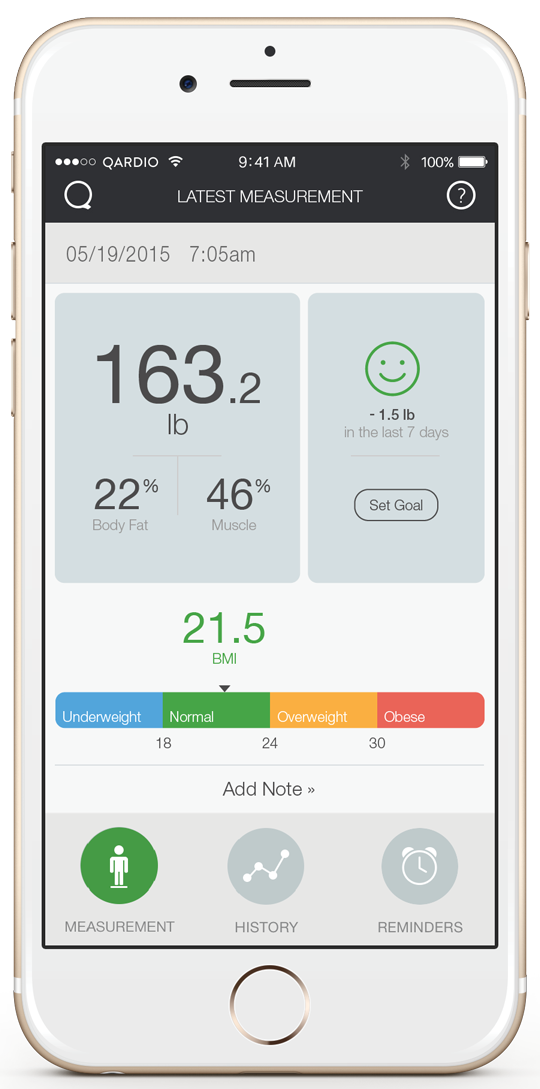 QARDIO 9:41 AM 100%
LATEST MEASUREMENT ?
05/19/2015 7:05am
163.2
lb
22% 46%
Body Fat Muscle
- 1.5 lb
in the last 7 days
Set Goal
21.5
BMI
Underweight Normal Overweight Obese
18 24 30
Add Note »
MEASUREMENT HISTORY REMINDERS